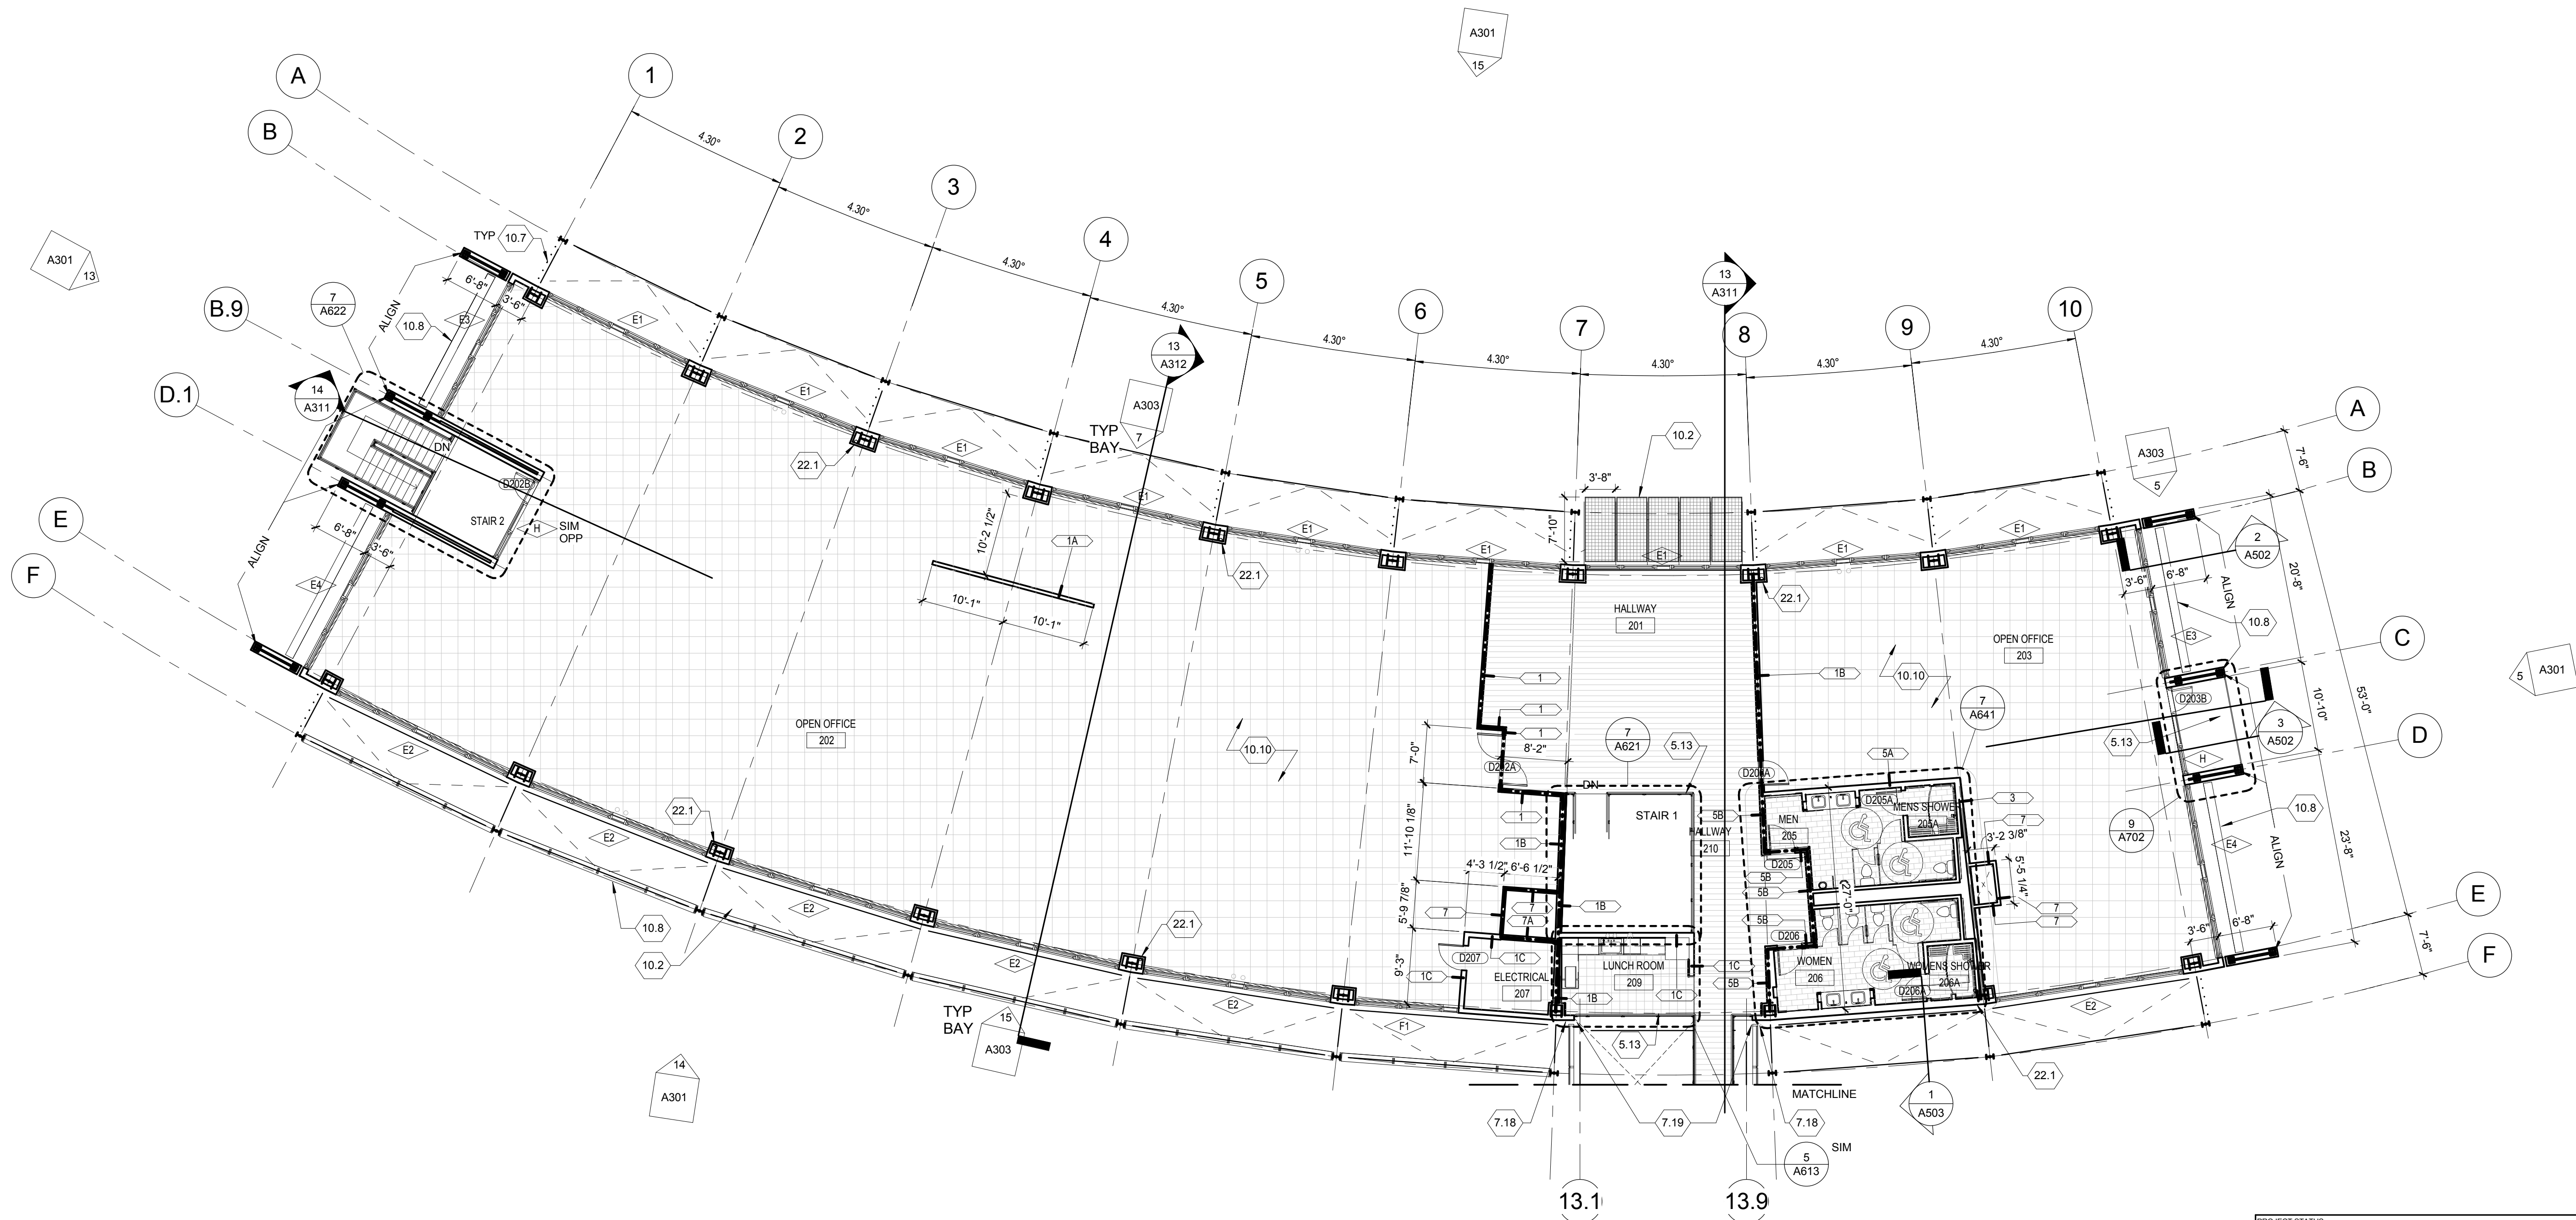 A301
15
A
1
B
2
3
4
5
6
7
8
9
10
4.30°
4.30°
4.30°
4.30°
4.30°
4.30°
4.30°
4.30°
4.30°
A301
13
TYP
10.7
B.9
D.1
E
F
7
A622
14
A311
ALIGN
ALIGN
6'-8"
3'-6"
10.8
E3
E1
E1
E1
E1
E1
E1
E1
E1
E1
DN
D202B
STAIR 2
H
SIM
OPP
6'-8"
3'-6"
E4
22.1
13
A312
A303
7
TYP
BAY
13
A311
10.2
3'-8"
7'-10"
10'-2 1/2"
1A
10'-1"
10'-1"
22.1
22.1
A
B
7'-6"
A303
5
2
A502
20'-8"
3'-6"
6'-8"
ALIGN
10.8
E3
C
53'-0"
A301
5
10'-10"
D203B
3
A502
D
5.13
H
10.8
9
A702
E4
ALIGN
23'-8"
E
3'-6"
6'-8"
7'-6"
F
HALLWAY
201
OPEN OFFICE
203
10.10
1B
7
A641
OPEN OFFICE
202
10.10
1
1
1
8'-2"
7'-0"
D202A
7
A621
5.13
DN
1
1B
11'-10 1/8"
STAIR 1
HALLWAY
210
5A
5B
MEN
205
D205A
MENS SHOWER
205A
3
7
3'-2 3/8"
5'-5 1/4"
7
7
D205
5B
5B
27'-0"
5B
D206
WOMEN
206
WOMENS SHOWER
206A
D206A
5B
4'-3 1/2"
6'-6 1/2"
5'-9 7/8"
7
7
7A
1B
D207
1C
1C
9'-3"
ELECTRICAL
207
LUNCH ROOM
209
1C
1B
1C
5.13
E2
E2
E2
E2
E2
F1
E2
22.1
22.1
22.1
10.8
10.2
14
A301
TYP
BAY
15
A303
MATCHLINE
7.18
7.19
7.18
1
A503
SIM
5
A613
13.1
13.9